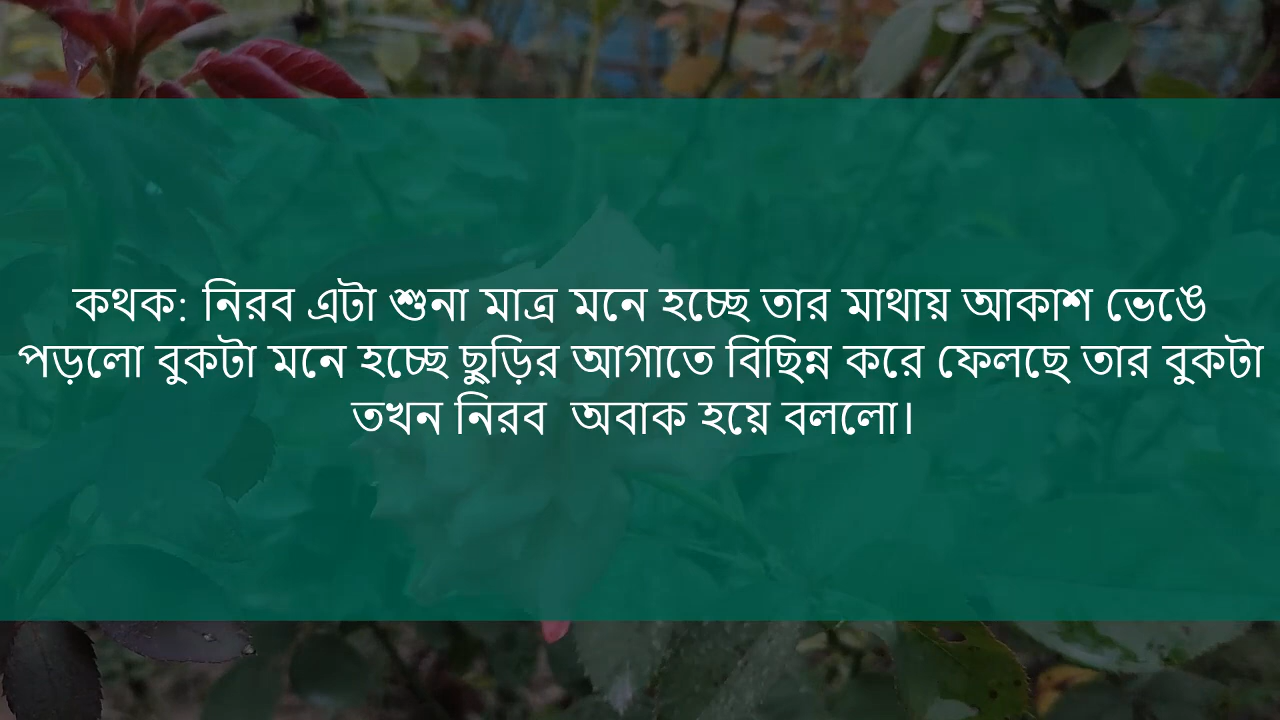 কথক: নিরব এটা শুনা মাত্র মনে হচ্ছে তার মাথায় আকাশ ভেঙে
পড়লো বুকটা মনে হচ্ছে ছুড়ির আগাতে বিছিন্ন করে ফেলছে তার বুকটা
তখন নিরব  অবাক হয়ে বললো।